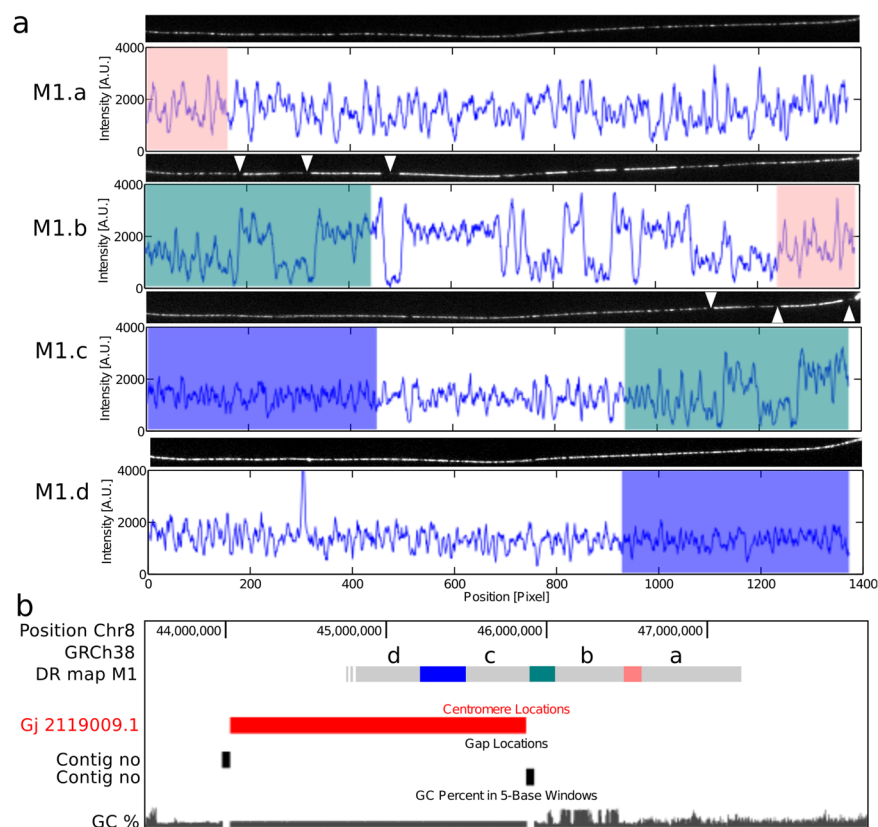 a
M1.a
Intensity [A.U.]
4000
2000
0
M1.b
Intensity [A.U.]
4000
2000
0
M1.c
Intensity [A.U.]
4000
2000
0
M1.d
Intensity [A.U.]
4000
2000
0
0 200 400 600 800 1000 1200 1400
Position [Pixel]
b
Position Chr8 44,000,000 45,000,000 46,000,000 47,000,000
GRCh38
d c b a
DR map M1
Centromere Locations
Gj 2119009.1
Gap Locations
Contig no
Contig no
GC Percent in 5-Base Windows
GC %